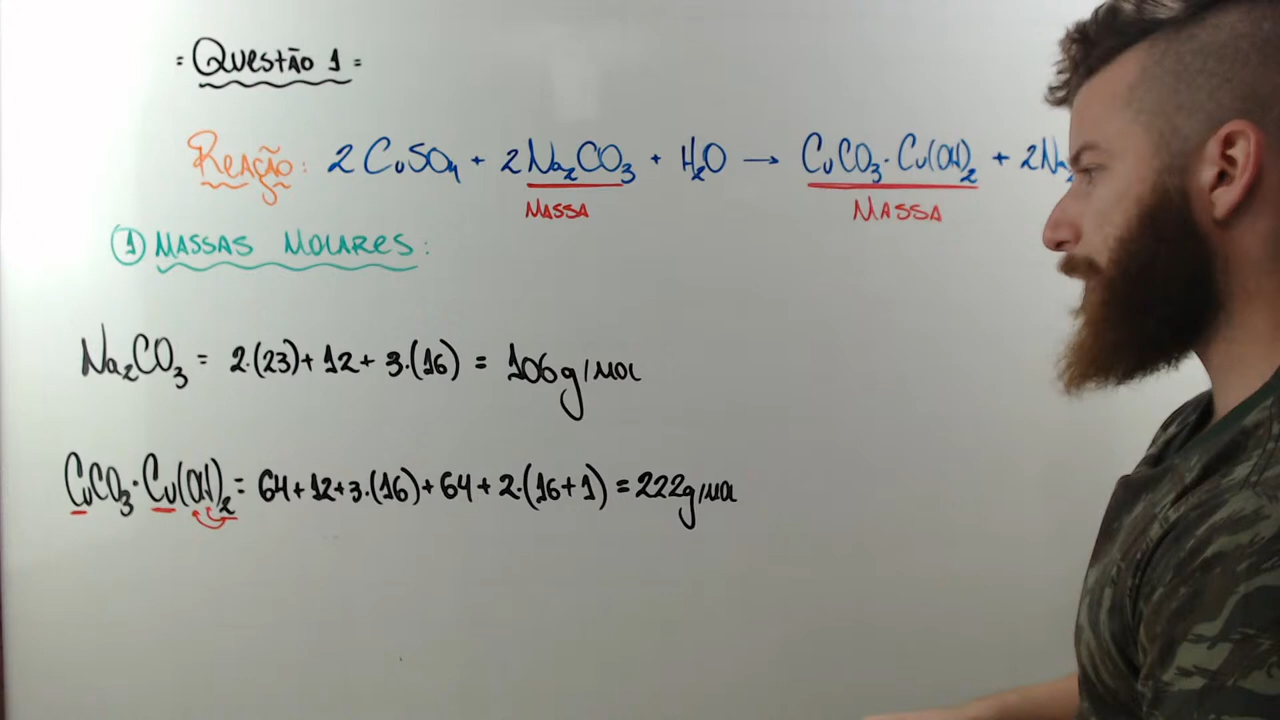 = Questão 1 =
Reação: 2 CuSO4 + 2Na2CO3 + H2O → CuCO3·Cu(OH)2 + 2Na2
MASSA MASSA
① MASSAS MOLARES:
Na2CO3 = 2·(23)+12+3·(16) = 106g/mol
CuCO3·Cu(OH)2 = 64+12+3·(16)+64+2·(16+1) = 222g/mol